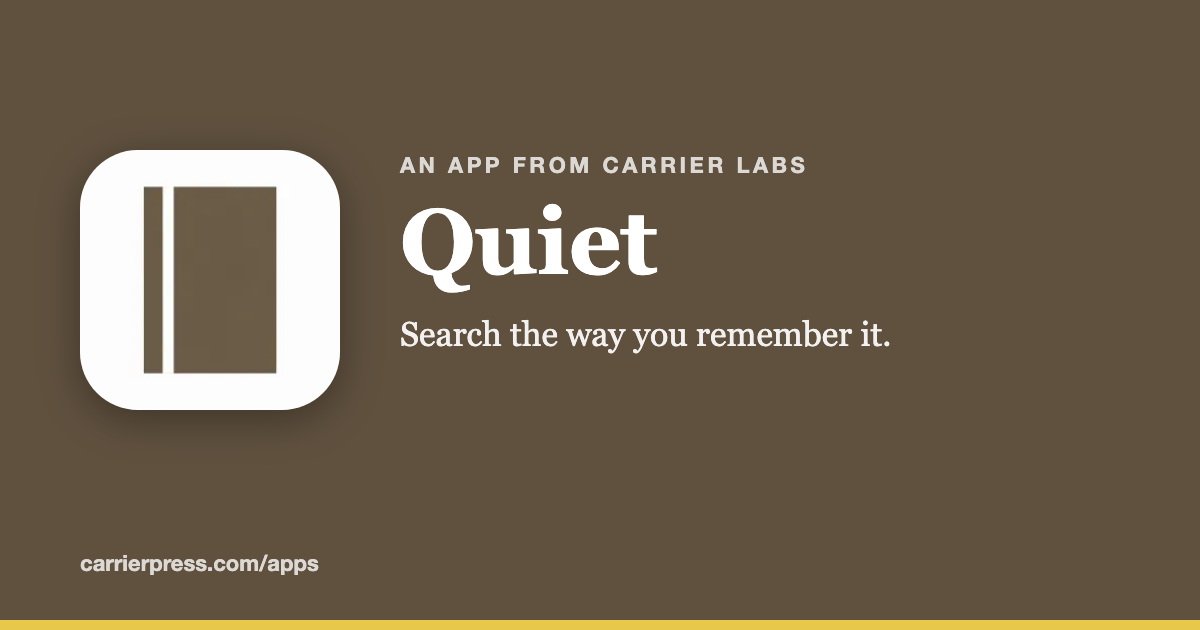 AN APP FROM CARRIER LABS
Quiet
Search the way you remember it.
carrierpress.com/apps